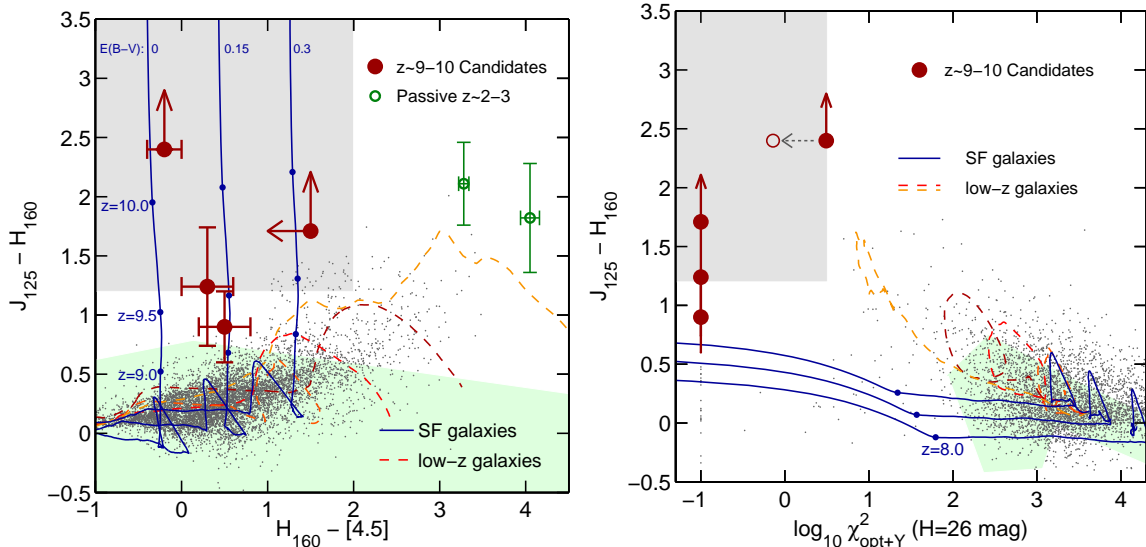 3.5
3
2.5
2
1.5
1
0.5
0
−0.5
J125 − H160
E(B−V): 0
0.15
0.3
z~9−10 Candidates
Passive z~2−3
z=10.0
z=9.5
z=9.0
SF galaxies
low−z galaxies
−1
0
1
2
3
4
H160 − [4.5]
3.5
3
2.5
2
1.5
1
0.5
0
−0.5
J125 − H160
z~9−10 Candidates
SF galaxies
low−z galaxies
z=8.0
−1
0
1
2
3
4
log10 χ²opt+Y (H=26 mag)